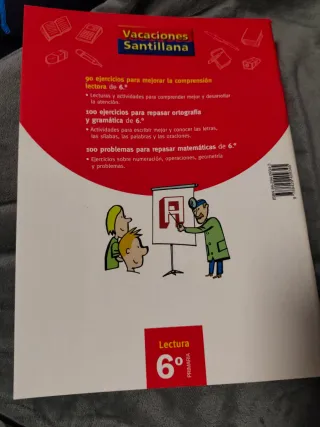 Vacaciones
Santillana
90 ejercicios para mejorar la comprensión
lectora de 6.º
• Lecturas y actividades para comprender mejor y desarrollar
la atención.
100 ejercicios para repasar ortografía
y gramática de 6.º
• Actividades para escribir mejor y conocer las letras,
las sílabas, las palabras y las oraciones.
100 problemas para repasar matemáticas de 6.º
• Ejercicios sobre numeración, operaciones, geometría
y problemas.
A
Lectura
6º
PRIMARIA